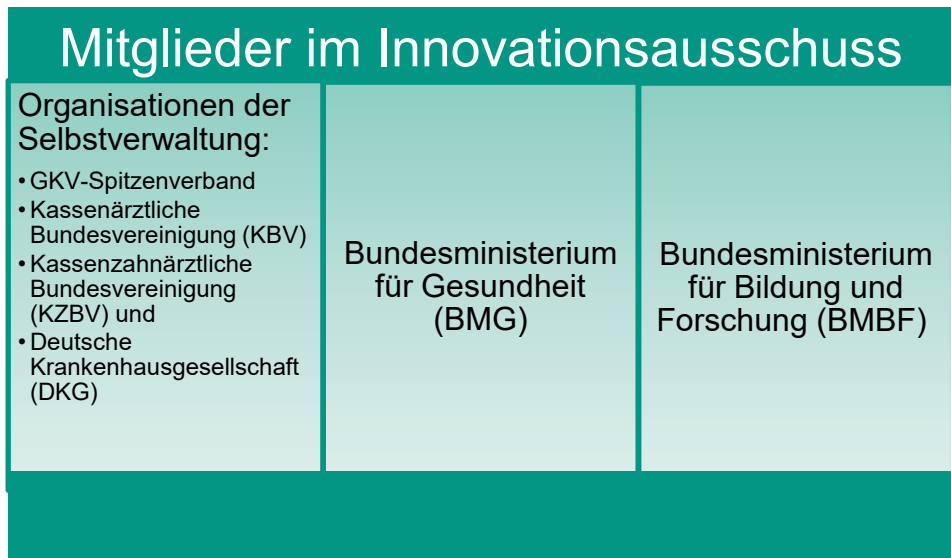 Mitglieder im Innovationsausschuss
Organisationen der
Selbstverwaltung:
• GKV-Spitzenverband
• Kassenärztliche
Bundesvereinigung (KBV)
• Kassenzahnärztliche
Bundesvereinigung
(KZBV) und
• Deutsche
Krankenhausgesellschaft
(DKG)
Bundesministerium
für Gesundheit
(BMG)
Bundesministerium
für Bildung und
Forschung (BMBF)